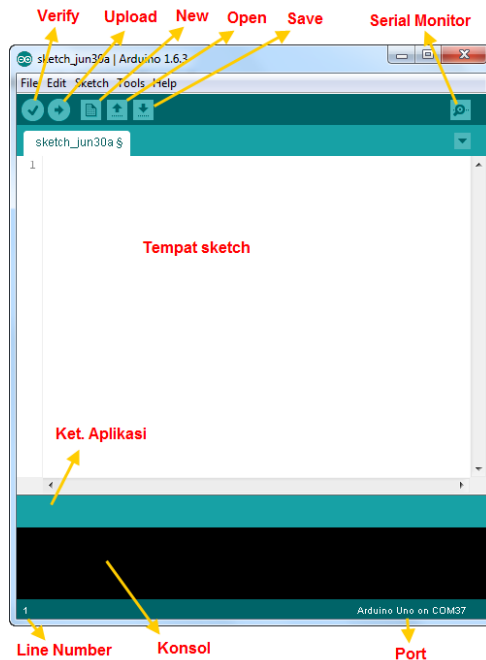 Verify Upload New Open Save Serial Monitor
sketch_jun30a | Arduino 1.6.3
File Edit Sketch Tools Help
sketch_jun30a §
1
Tempat sketch
Ket. Aplikasi
1 Arduino Uno on COM37
Line Number Konsol Port